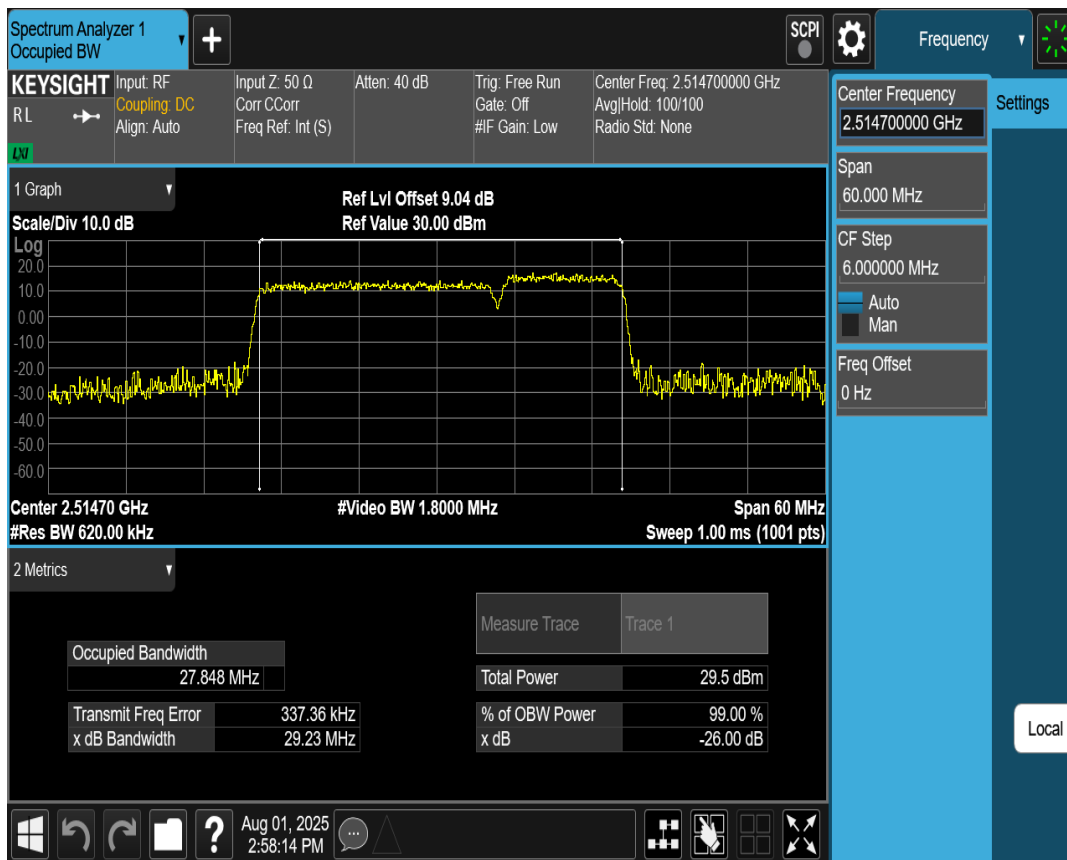 Spectrum Analyzer 1
Occupied BW
+
SCPI
Frequency
KEYSIGHT
RL
LXI
Input: RF
Coupling: DC
Align: Auto
Input Z: 50 Ω
Corr CCorr
Freq Ref: Int (S)
Atten: 40 dB
Trig: Free Run
Gate: Off
#IF Gain: Low
Center Freq: 2.514700000 GHz
Avg|Hold: 100/100
Radio Std: None
Center Frequency
2.514700000 GHz
Settings
Span
60.000 MHz
CF Step
6.000000 MHz
Auto
Man
Freq Offset
0 Hz
Local
1 Graph
Scale/Div 10.0 dB
Ref Lvl Offset 9.04 dB
Ref Value 30.00 dBm
Log
20.0
10.0
0.00
-10.0
-20.0
-30.0
-40.0
-50.0
-60.0
Center 2.51470 GHz
#Video BW 1.8000 MHz
Span 60 MHz
#Res BW 620.00 kHz
Sweep 1.00 ms (1001 pts)
2 Metrics
Measure Trace
Trace 1
Occupied Bandwidth
27.848 MHz
Total Power
29.5 dBm
Transmit Freq Error
337.36 kHz
% of OBW Power
99.00 %
x dB Bandwidth
29.23 MHz
x dB
-26.00 dB
?
Aug 01, 2025
2:58:14 PM